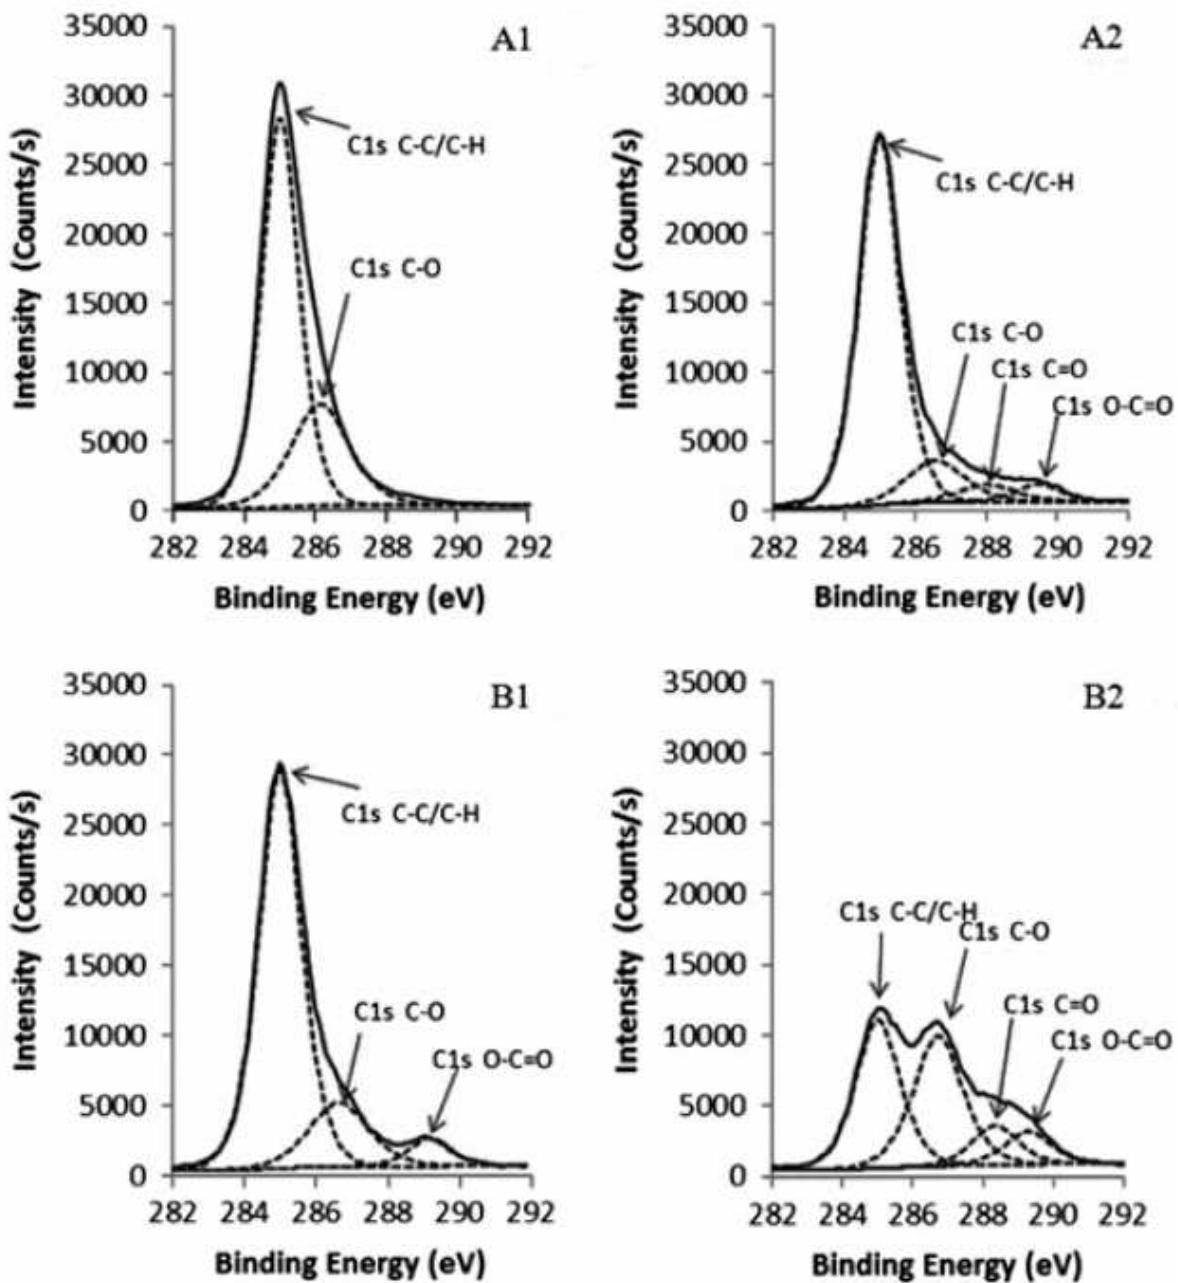 A1
35000
30000
25000
20000
15000
10000
5000
0
Intensity (Counts/s)
C1s C-C/C-H
C1s C-O
282 284 286 288 290 292
Binding Energy (eV)
A2
35000
30000
25000
20000
15000
10000
5000
0
Intensity (Counts/s)
C1s C-C/C-H
C1s C-O
C1s C=O
C1s O-C=O
282 284 286 288 290 292
Binding Energy (eV)
B1
35000
30000
25000
20000
15000
10000
5000
0
Intensity (Counts/s)
C1s C-C/C-H
C1s C-O
C1s O-C=O
282 284 286 288 290 292
Binding Energy (eV)
B2
35000
30000
25000
20000
15000
10000
5000
0
Intensity (Counts/s)
C1s C-C/C-H
C1s C-O
C1s C=O
C1s O-C=O
282 284 286 288 290 292
Binding Energy (eV)